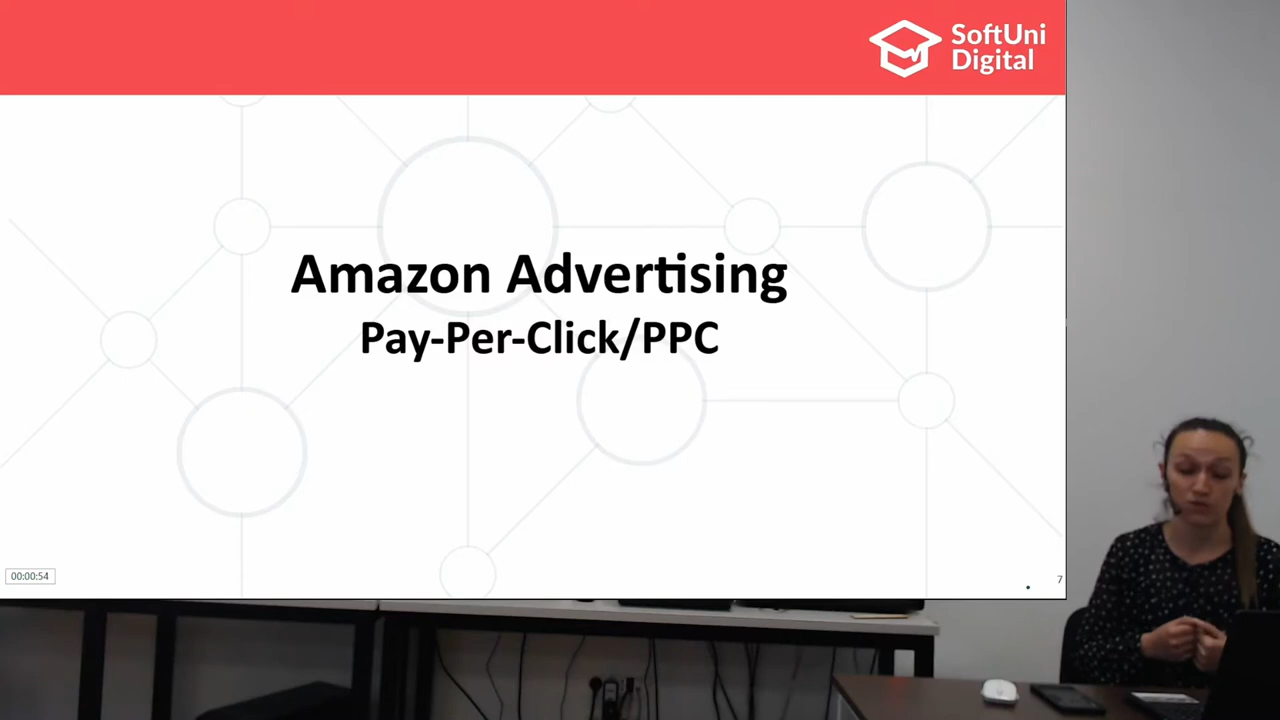 SoftUni
Digital
Amazon Advertising
Pay-Per-Click/PPC
00:00:54
7